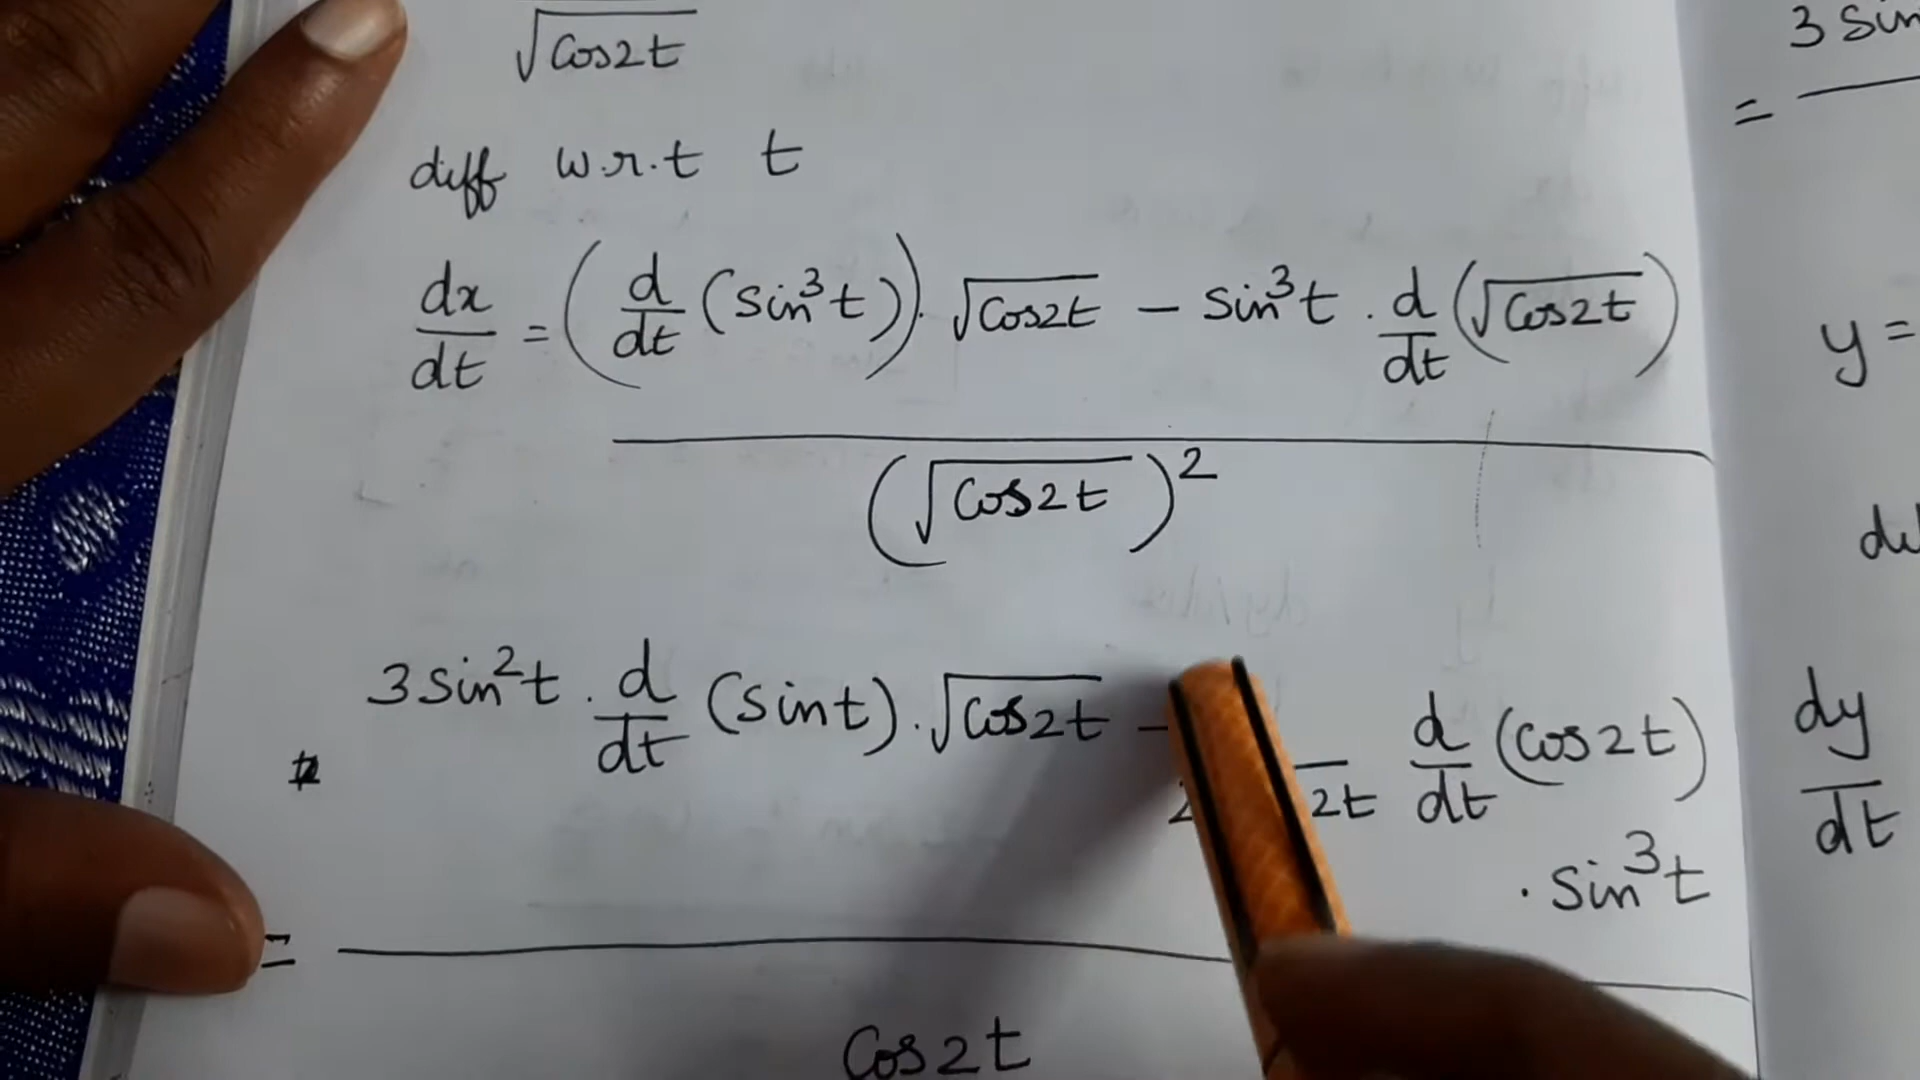 √cos2t
diff w.r.t t
dx/dt = (d/dt (sin³t)) . √cos2t − sin³t . d/dt (√cos2t)
(√cos2t)²
3sin²t . d/dt (sint) . √cos2t − 2t d/dt (cos2t)
. sin³t
=
cos2t
3 sin
=
y =
dy/dt